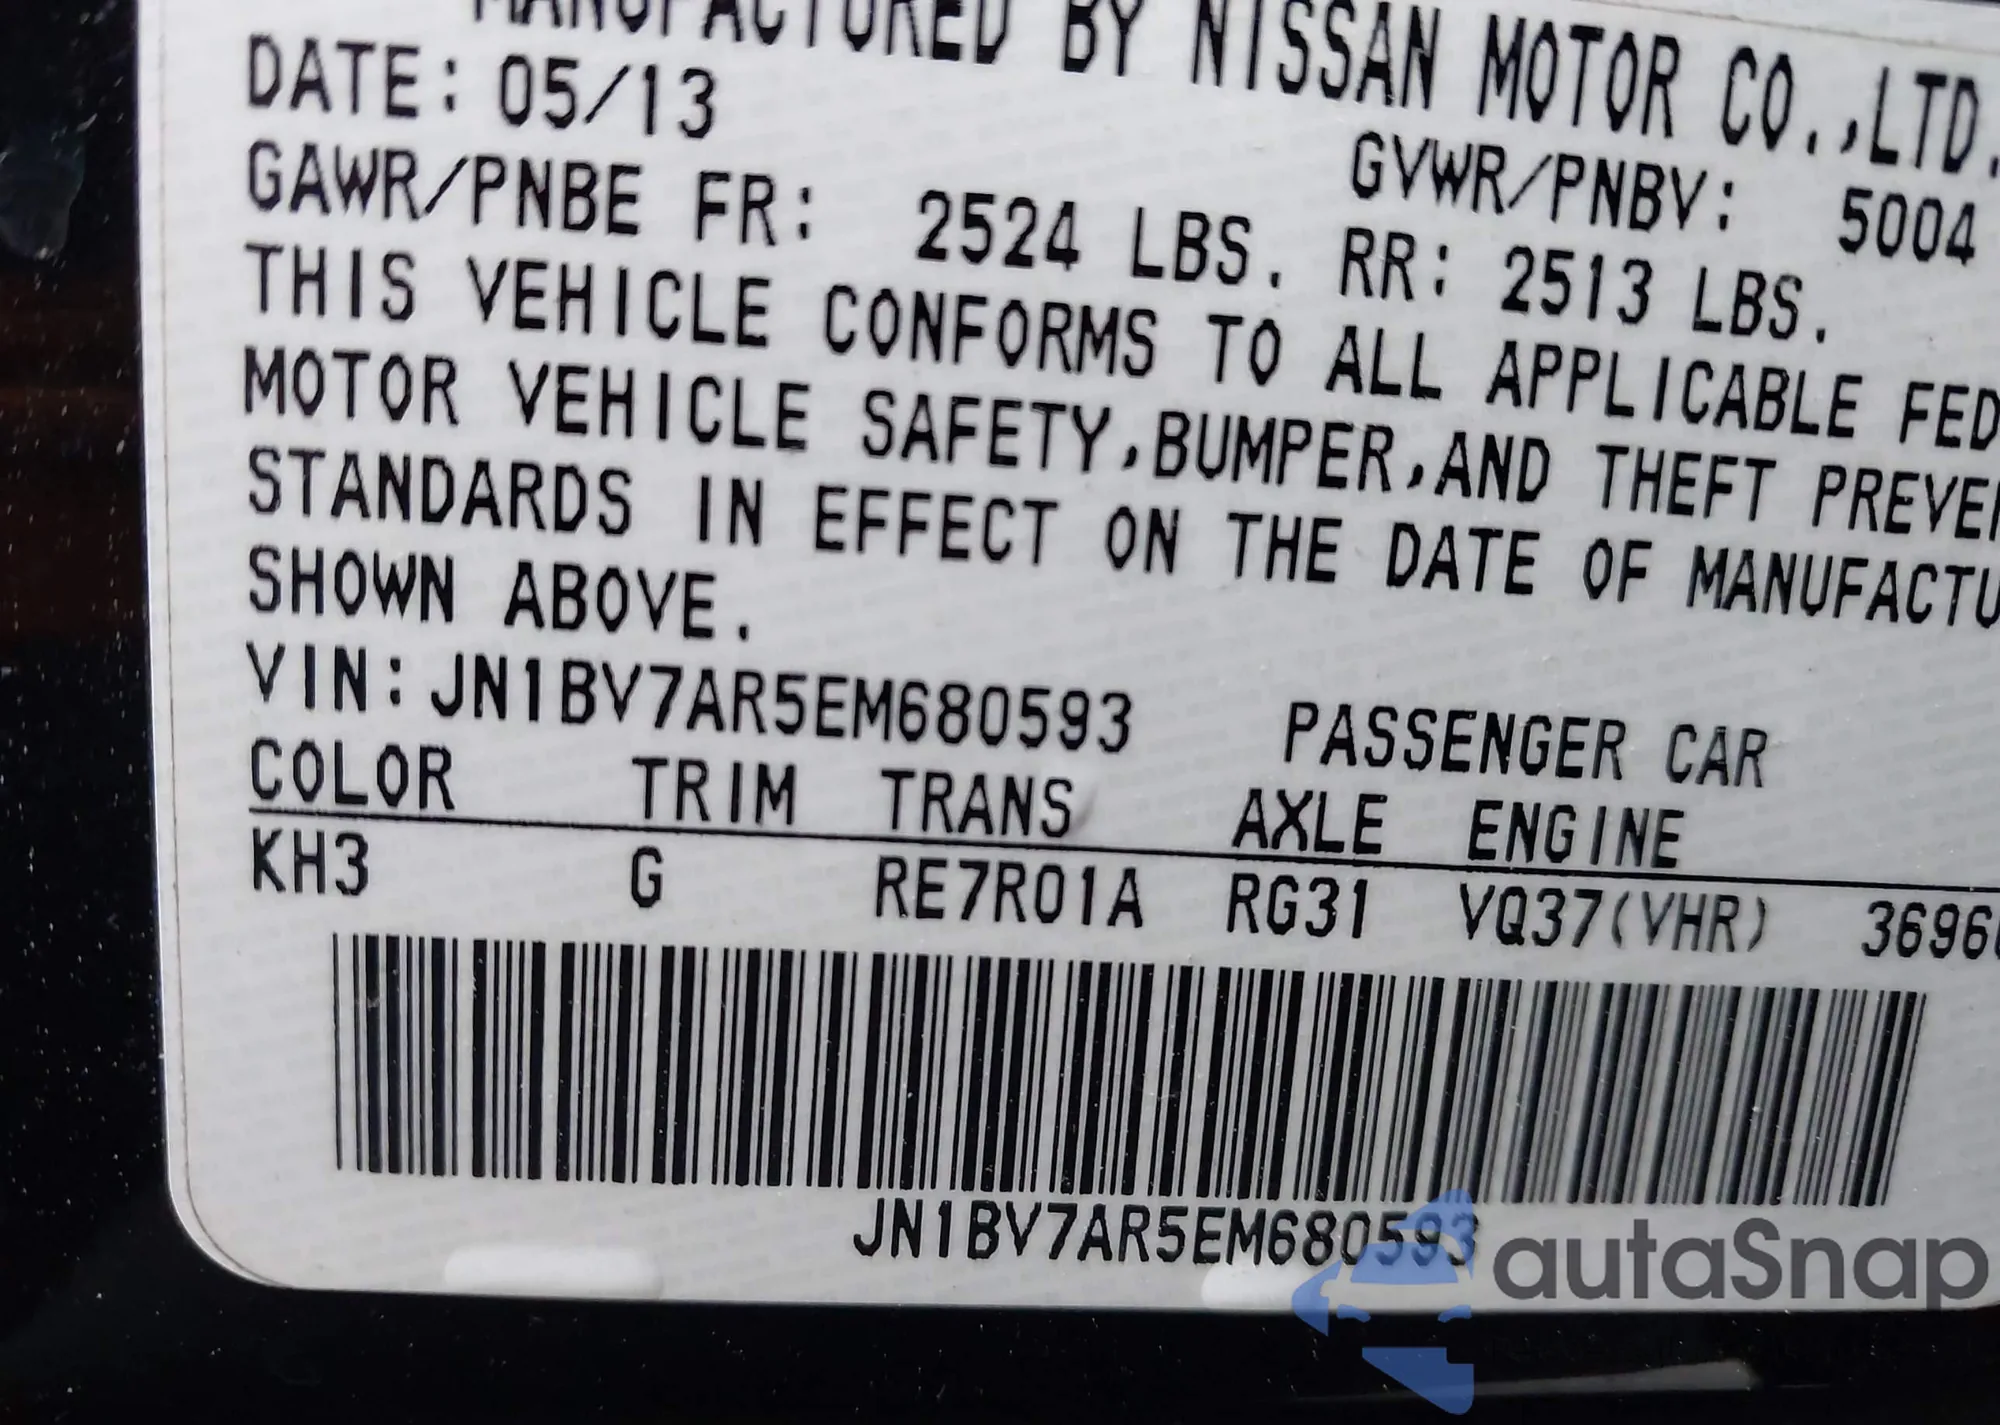 MANUFACTURED BY NISSAN MOTOR CO.,LTD.
DATE: 05/13
GVWR/PNBV: 5004
GAWR/PNBE FR: 2524 LBS. RR: 2513 LBS.
THIS VEHICLE CONFORMS TO ALL APPLICABLE FED
MOTOR VEHICLE SAFETY,BUMPER,AND THEFT PREVE
STANDARDS IN EFFECT ON THE DATE OF MANUFACTU
SHOWN ABOVE.
VIN: JN1BV7AR5EM680593 PASSENGER CAR
COLOR TRIM TRANS AXLE ENGINE
KH3 G RE7R01A RG31 VQ37(VHR) 3696
JN1BV7AR5EM680593
autaSnap